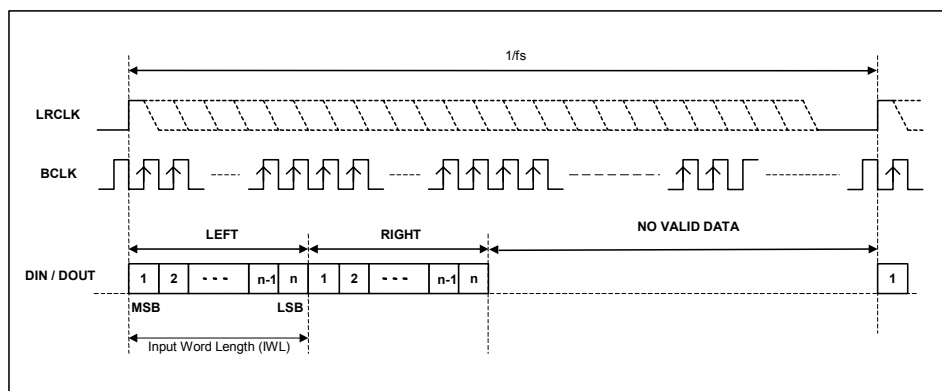 1/fs
LRCLK
BCLK
LEFT RIGHT NO VALID DATA
DIN / DOUT 1 2 - - - n-1 n 1 2 - - - n-1 n 1
MSB LSB
Input Word Length (IWL)